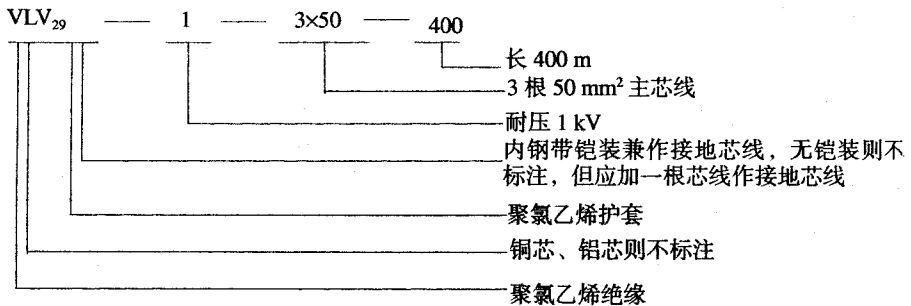 VLV₂₉ — 1 — 3×50 — 400
长 400 m
3 根 50 mm² 主芯线
耐压 1 kV
内钢带铠装兼作接地芯线，无铠装则不
标注，但应加一根芯线作接地芯线
聚氯乙烯护套
铜芯、铝芯则不标注
聚氯乙烯绝缘